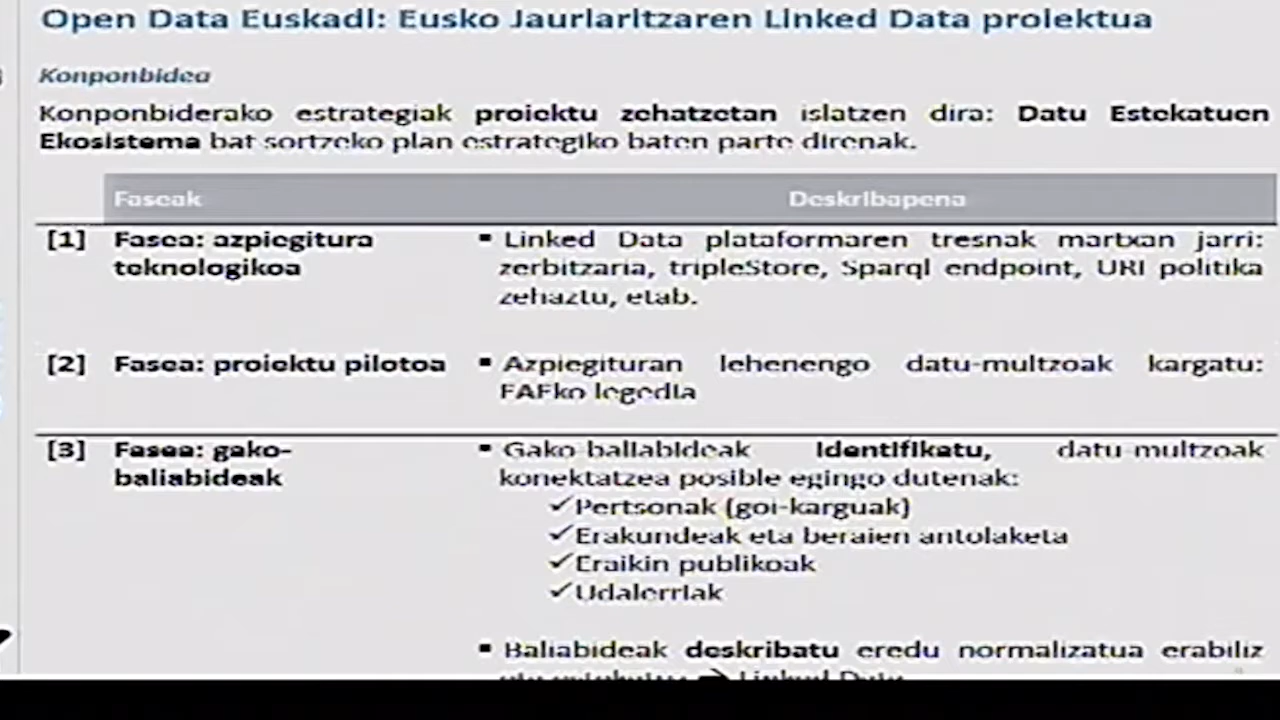 Open Data Euskadi: Eusko Jaurlaritzaren Linked Data proiektua
Konponbidea
Konponbiderako estrategiak proiektu zehatzetan islatzen dira: Datu Estekatuen
Ekosistema bat sortzeko plan estrategiko baten parte direnak.
Faseak Deskribapena
[1] Fasea: azpiegitura teknologikoa
▪ Linked Data plataformaren tresnak martxan jarri:
zerbitzaria, tripleStore, Sparql endpoint, URI politika
zehaztu, etab.
[2] Fasea: proiektu pilotoa
▪ Azpiegituran lehenengo datu-multzoak kargatu:
legedia
[3] Fasea: gako-
baliabideak
▪ Gako-baliabideak identifikatu, datu-multzoak
konektatzea posible egingo dutenak:
✓Pertsonak (goi-karguak)
✓Erakundeak eta beraien antolaketa
✓Eraikin publikoak
✓Udalerriak
▪ Baliabideak deskribatu eredu normalizatua erabiliz
Linked Data